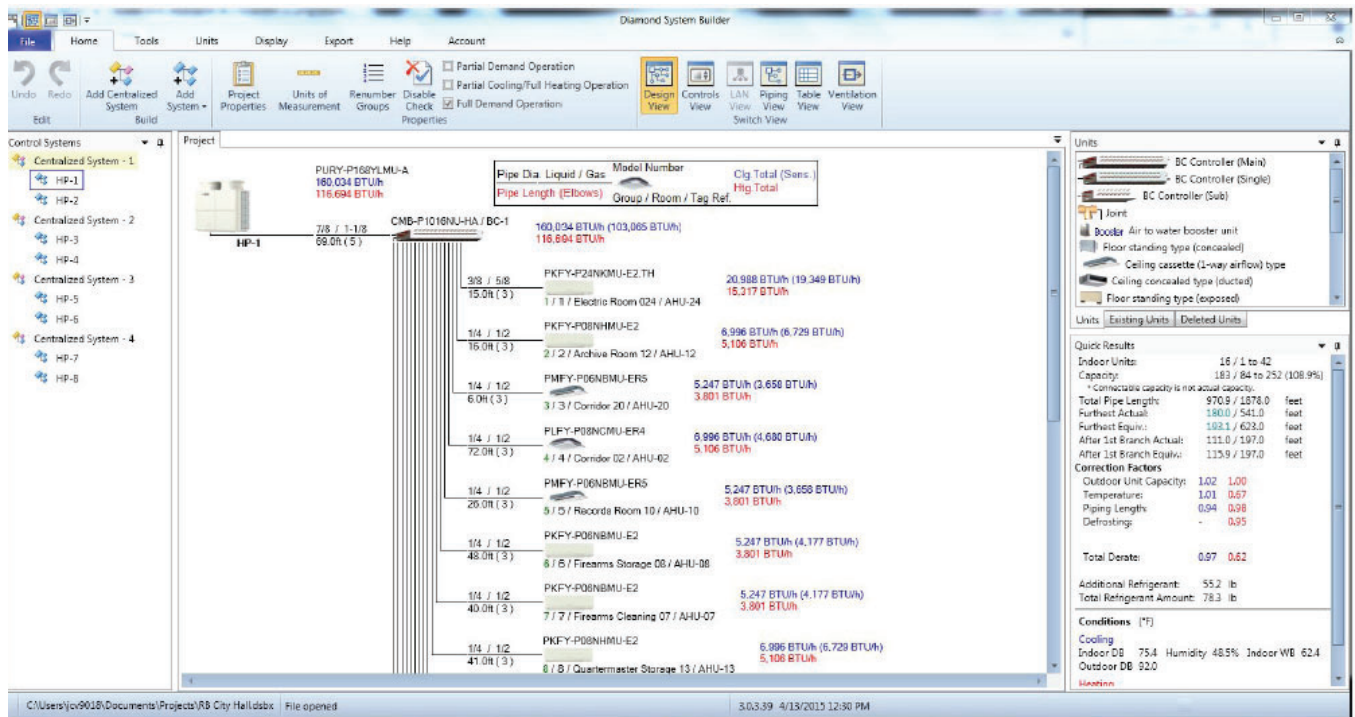 Diamond System Builder
File Home Tools Units Display Export Help Account
Undo Redo
Edit
Add Centralized System
Add System
Build
Project Properties
Units of Measurement
Renumber Groups
Disable Check
Partial Demand Operation
Partial Cooling/Full Heating Operation
Full Demand Operation
Properties
Design View
Controls View
LAN View
Piping View
Table View
Ventilation View
Switch View
Control Systems
Centralized System - 1
HP-1
HP-2
Centralized System - 2
HP-3
HP-4
Centralized System - 3
HP-5
HP-6
Centralized System - 4
HP-7
HP-8
Project
PURY-P168YLMU-A
160,034 BTU/h
116,694 BTU/h
HP-1
7/8 / 1-1/8
69.0ft ( 5 )
Pipe Dia. Liquid / Gas
Pipe Length (Elbows)
Model Number
Group / Room / Tag Ref.
Clg.Total (Sens.)
Htg.Total
CMB-P1016NU-HA / BC-1
160,034 BTU/h (103,065 BTU/h)
116,694 BTU/h
3/8 / 5/8
15.0ft ( 3 )
PKFY-P24NKMU-E2.TH
1 / 1 / Electric Room 024 / AHU-24
20,988 BTU/h (19,349 BTU/h)
15,317 BTU/h
1/4 / 1/2
16.0ft ( 3 )
PKFY-P08NHMU-E2
2 / 2 / Archive Room 12 / AHU-12
6,996 BTU/h (6,729 BTU/h)
5,106 BTU/h
1/4 / 1/2
6.0ft ( 3 )
PMFY-P06NBMU-ER5
3 / 3 / Corridor 20 / AHU-20
5,247 BTU/h (3,658 BTU/h)
3,801 BTU/h
1/4 / 1/2
72.0ft ( 3 )
PLFY-P08NCMU-ER4
4 / 4 / Corridor 02 / AHU-02
6,996 BTU/h (4,680 BTU/h)
5,106 BTU/h
1/4 / 1/2
26.0ft ( 3 )
PMFY-P06NBMU-ER5
5 / 5 / Records Room 10 / AHU-10
5,247 BTU/h (3,658 BTU/h)
3,801 BTU/h
1/4 / 1/2
48.0ft ( 3 )
PKFY-P06NBMU-E2
6 / 6 / Firearms Storage 08 / AHU-08
5,247 BTU/h (4,177 BTU/h)
3,801 BTU/h
1/4 / 1/2
40.0ft ( 3 )
PKFY-P06NBMU-E2
7 / 7 / Firearms Cleaning 07 / AHU-07
5,247 BTU/h (4,177 BTU/h)
3,801 BTU/h
1/4 / 1/2
41.0ft ( 3 )
PKFY-P08NHMU-E2
8 / 8 / Quartermaster Storage 13 / AHU-13
6,996 BTU/h (6,729 BTU/h)
5,106 BTU/h
Units
BC Controller (Main)
BC Controller (Single)
BC Controller (Sub)
Joint
Booster Air to water booster unit
Floor standing type (concealed)
Ceiling cassette (1-way airflow) type
Ceiling concealed type (ducted)
Floor standing type (exposed)
Units Existing Units Deleted Units
Quick Results
Indoor Units: 16 / 1 to 42
Capacity: 183 / 84 to 252 (108.9%)
* Connectable capacity is not actual capacity.
Total Pipe Length: 970.9 / 1878.0 feet
Furthest Actual: 180.0 / 541.0 feet
Furthest Equiv.: 193.1 / 623.0 feet
After 1st Branch Actual: 111.0 / 197.0 feet
After 1st Branch Equiv.: 115.9 / 197.0 feet
Correction Factors
Outdoor Unit Capacity: 1.02 1.00
Temperature: 1.01 0.67
Piping Length: 0.94 0.98
Defrosting: - 0.95
Total Derate: 0.97 0.62
Additional Refrigerant: 55.2 lb
Total Refrigerant Amount: 78.3 lb
Conditions [°F]
Cooling
Indoor DB 75.4 Humidity 48.5% Indoor WB 62.4
Outdoor DB 92.0
Heating
C:\Users\jcv9018\Documents\Projects\RB City Hall.dsbx File opened 3.0.3.39 4/13/2015 12:30 PM